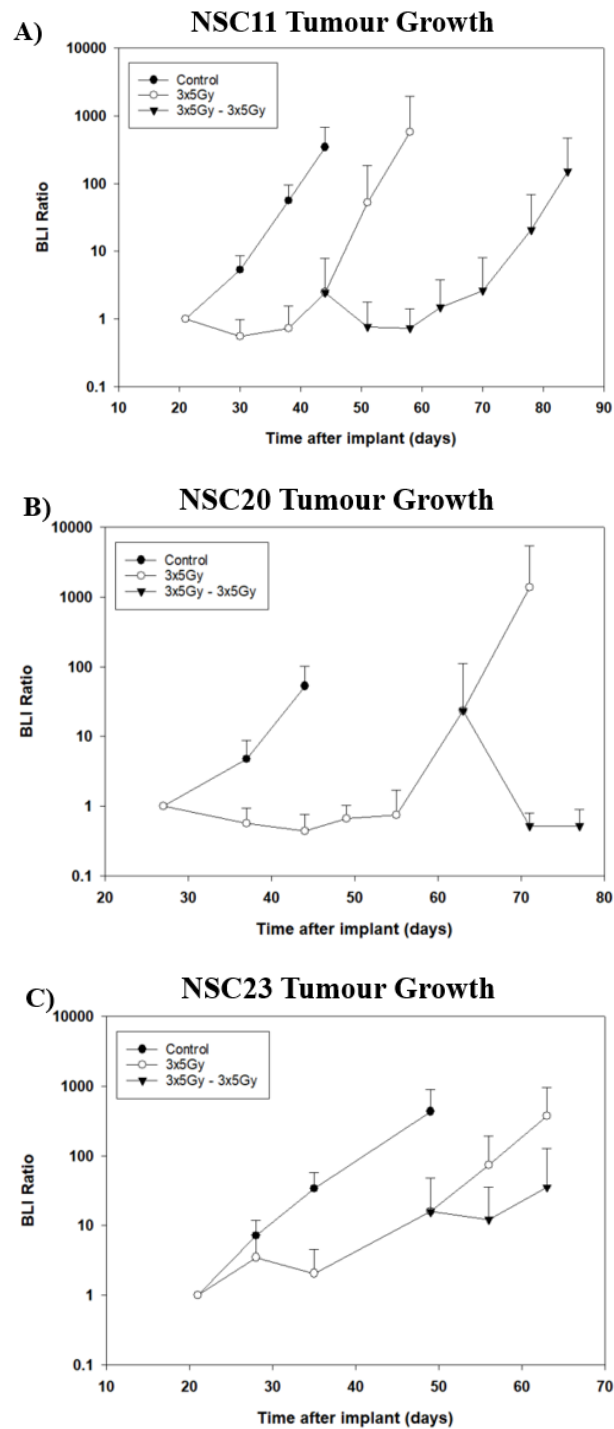 A)
NSC11 Tumour Growth
Control
3x5Gy
3x5Gy - 3x5Gy
BLI Ratio
10000
1000
100
10
1
0.1
10 20 30 40 50 60 70 80 90
Time after implant (days)
B)
NSC20 Tumour Growth
Control
3x5Gy
3x5Gy - 3x5Gy
BLI Ratio
10000
1000
100
10
1
0.1
20 30 40 50 60 70 80
Time after implant (days)
C)
NSC23 Tumour Growth
Control
3x5Gy
3x5Gy - 3x5Gy
BLI Ratio
10000
1000
100
10
1
0.1
10 20 30 40 50 60 70
Time after implant (days)